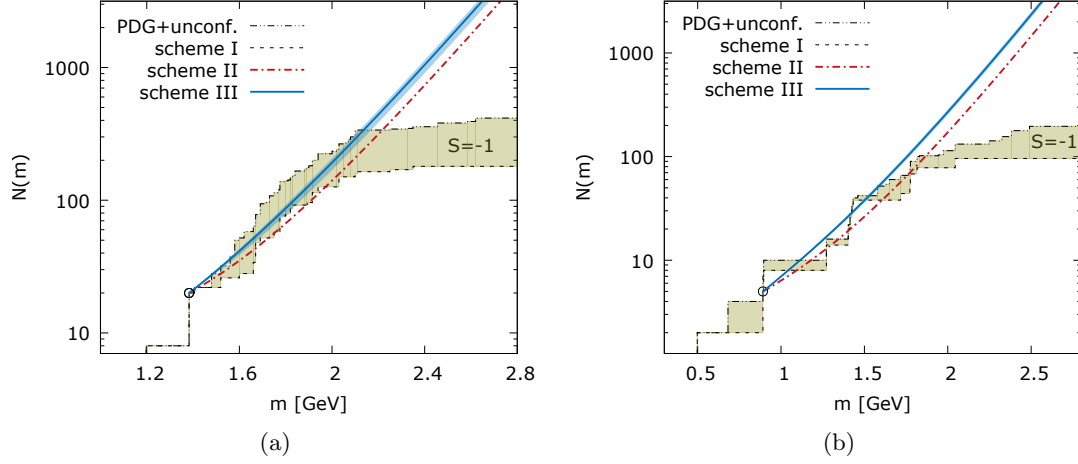 PDG+unconf.
scheme I
scheme II
scheme III
1000
100
10
N(m)
S=-1
1.2 1.6 2 2.4 2.8
m [GeV]
(a)
PDG+unconf.
scheme I
scheme II
scheme III
1000
100
10
N(m)
S=-1
0.5 1 1.5 2 2.5
m [GeV]
(b)